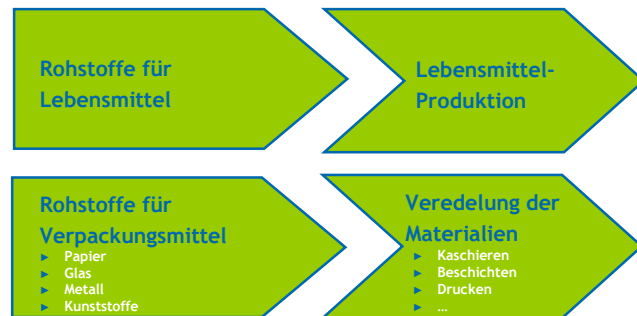 Rohstoffe für
Lebensmittel
Lebensmittel-
Produktion
Rohstoffe für
Verpackungsmittel
► Papier
► Glas
► Metall
► Kunststoffe
Veredelung der
Materialien
► Kaschieren
► Beschichten
► Drucken
► …